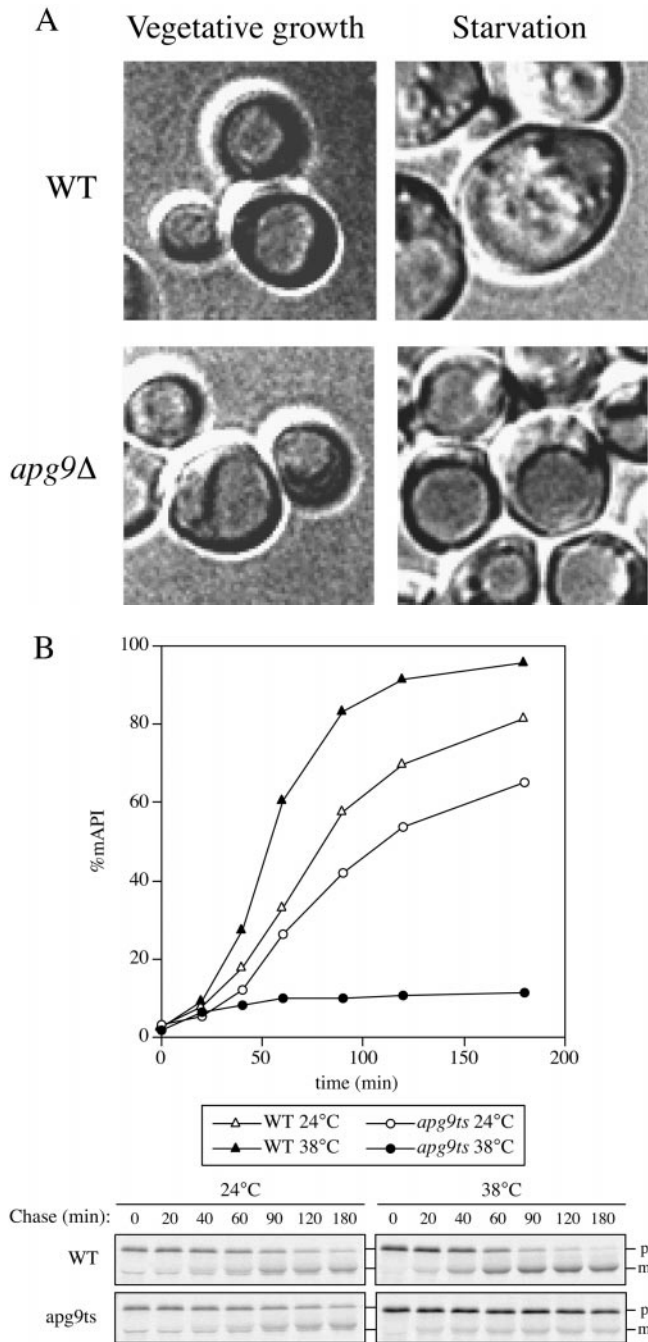 A
Vegetative growth Starvation
WT
apg9Δ
B
100
80
60
40
20
0
%mAPI
0 50 100 150 200
time (min)
WT 24°C apg9ts 24°C
WT 38°C apg9ts 38°C
24°C 38°C
Chase (min): 0 20 40 60 90 120 180 0 20 40 60 90 120 180
WT p
m
apg9ts p
m